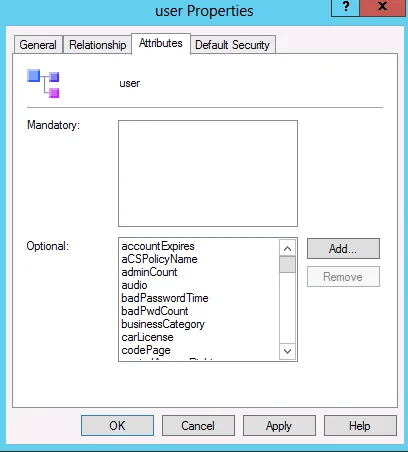 user Properties
? x
General Relationship Attributes Default Security
user
Mandatory:
Optional:
accountExpires
aCSPolicyName
adminCount
audio
badPasswordTime
badPwdCount
businessCategory
carLicense
codePage
Add...
Remove
OK Cancel Apply Help